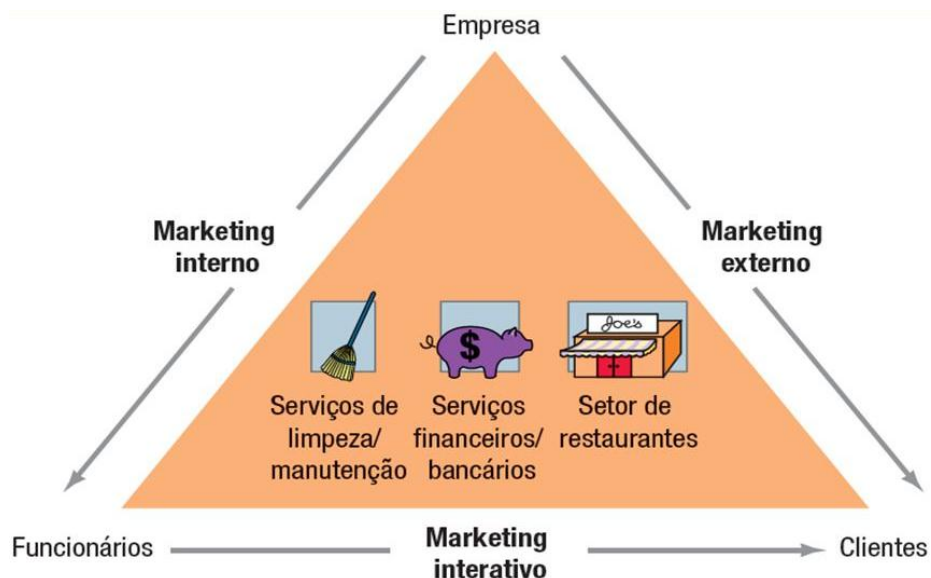 Empresa
Marketing
interno
Marketing
externo
Joe's
$
Serviços de
limpeza/
manutenção
Serviços
financeiros/
bancários
Setor de
restaurantes
Funcionários
Marketing
interativo
Clientes